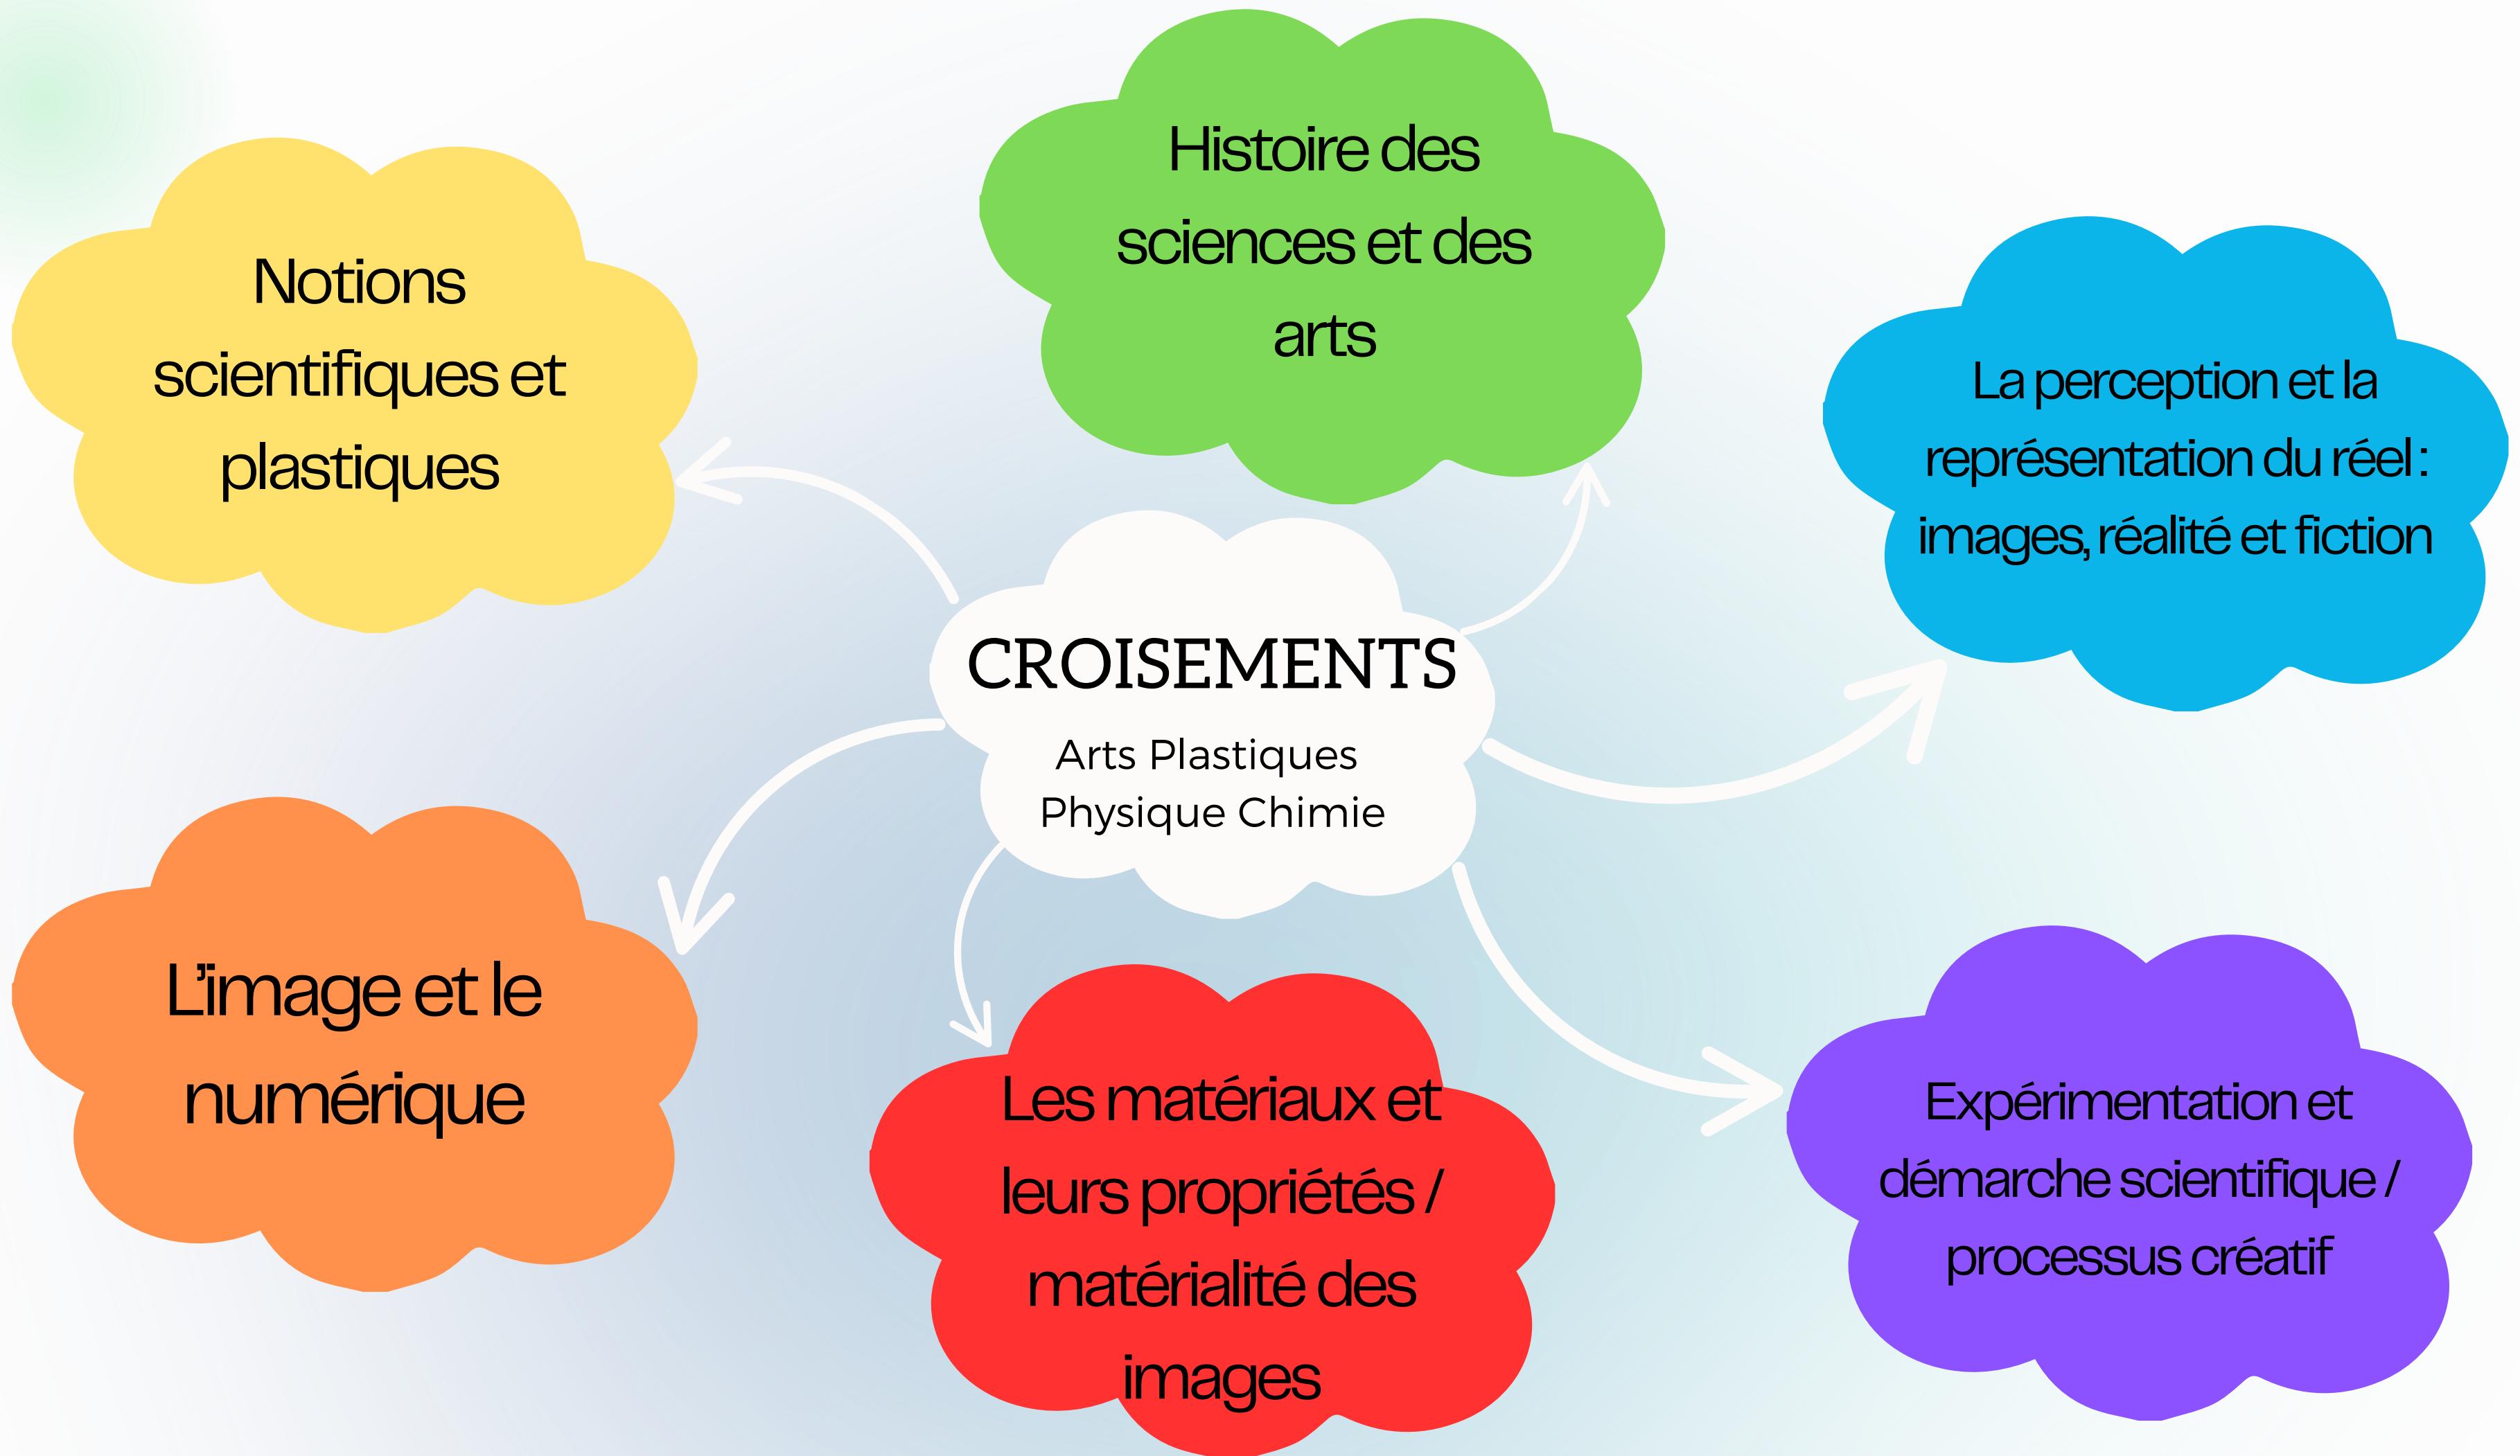 Histoire des
sciences et des
arts
Notions
scientifiques et
plastiques
La perception et la
représentation du réel :
images, réalité et fiction
CROISEMENTS
Arts Plastiques
Physique Chimie
L'image et le
numérique
Les matériaux et
leurs propriétés /
matérialité des
images
Expérimentation et
démarche scientifique /
processus créatif